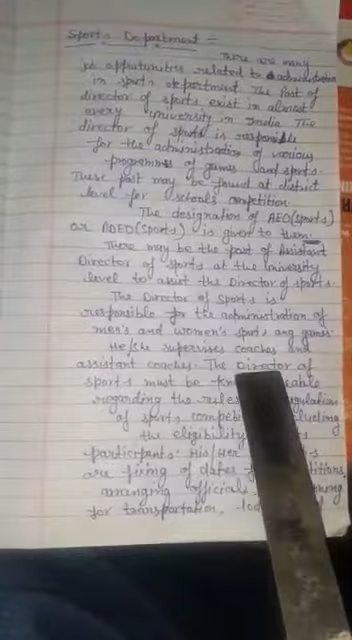 Sports Department :-
There are many
job oppurtunities related to administration
in sports department. The Post of
director of sports exist in almost
every university in India. The
director of sports is responsible
for the administration of various
programmes of games and sports.
These post may be found at district
level for schools competition.
The designation of AEO(sports)
or ADEO(sports) is given to them.
There may be the post of Assistant
Director of sports at the university
level to assist the Director of sports.
The Director of Sports is
responsible for the administration of
men's and women's sports and games.
He/she supervises coaches and
assistant coaches. The Director of
sports must be
regarding the rules
of sports
the eligibility
participants. His/Her
are fixing of dates
arranging officials,
for transportation,